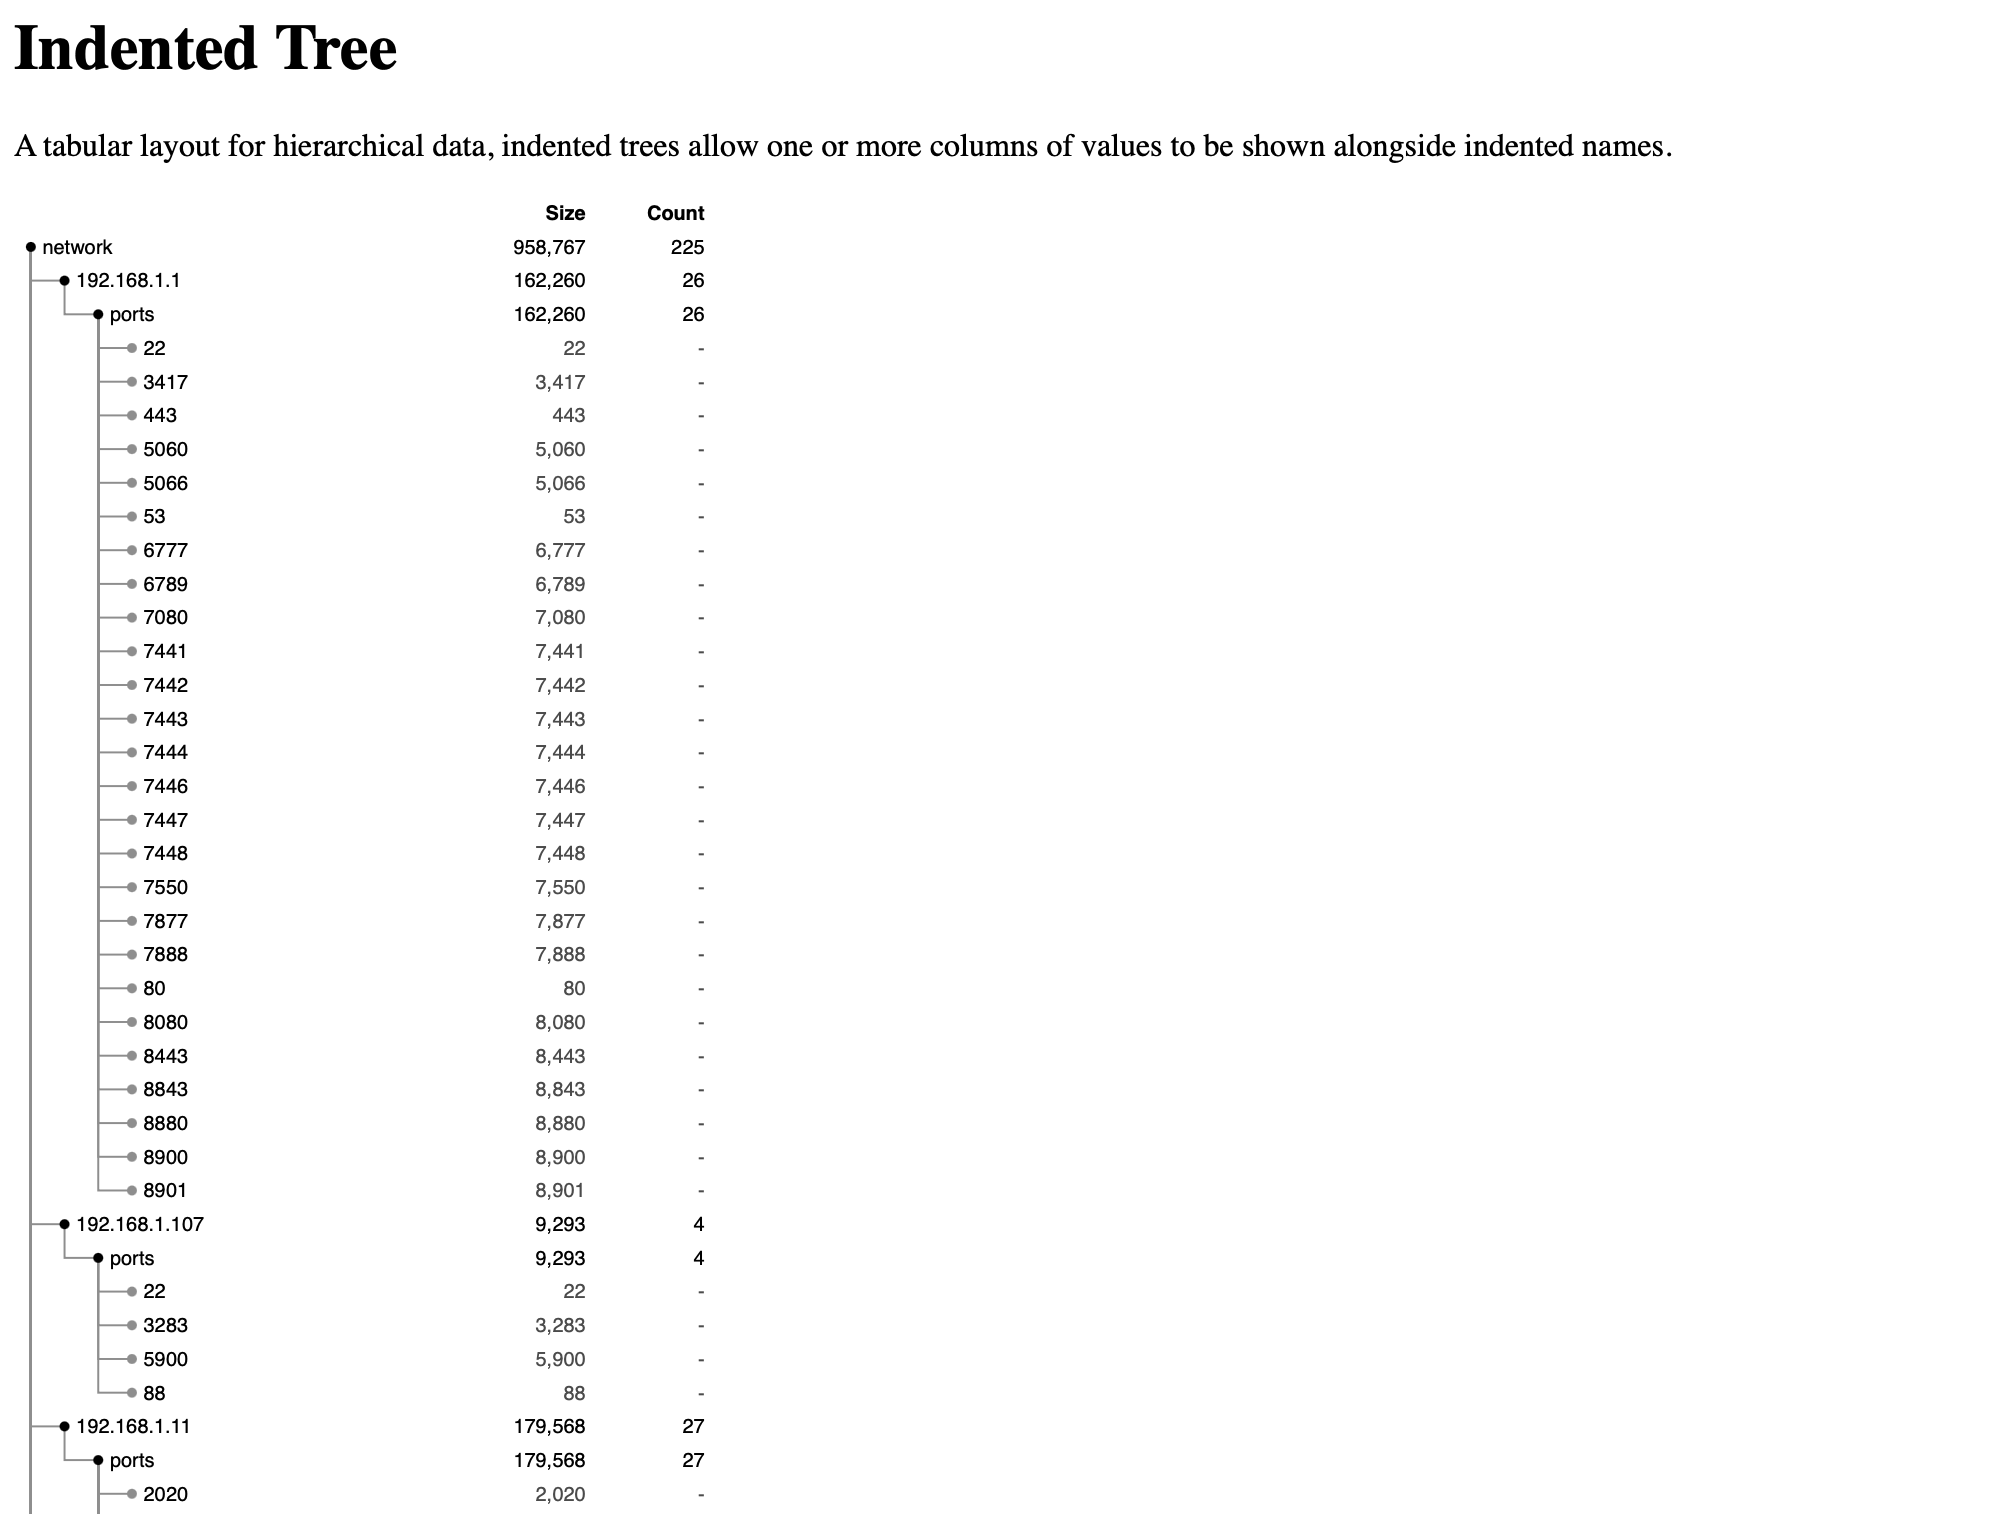 Indented Tree
A tabular layout for hierarchical data, indented trees allow one or more columns of values to be shown alongside indented names.
Size Count
network 958,767 225
192.168.1.1 162,260 26
ports 162,260 26
22 22 -
3417 3,417 -
443 443 -
5060 5,060 -
5066 5,066 -
53 53 -
6777 6,777 -
6789 6,789 -
7080 7,080 -
7441 7,441 -
7442 7,442 -
7443 7,443 -
7444 7,444 -
7446 7,446 -
7447 7,447 -
7448 7,448 -
7550 7,550 -
7877 7,877 -
7888 7,888 -
80 80 -
8080 8,080 -
8443 8,443 -
8843 8,843 -
8880 8,880 -
8900 8,900 -
8901 8,901 -
192.168.1.107 9,293 4
ports 9,293 4
22 22 -
3283 3,283 -
5900 5,900 -
88 88 -
192.168.1.11 179,568 27
ports 179,568 27
2020 2,020 -